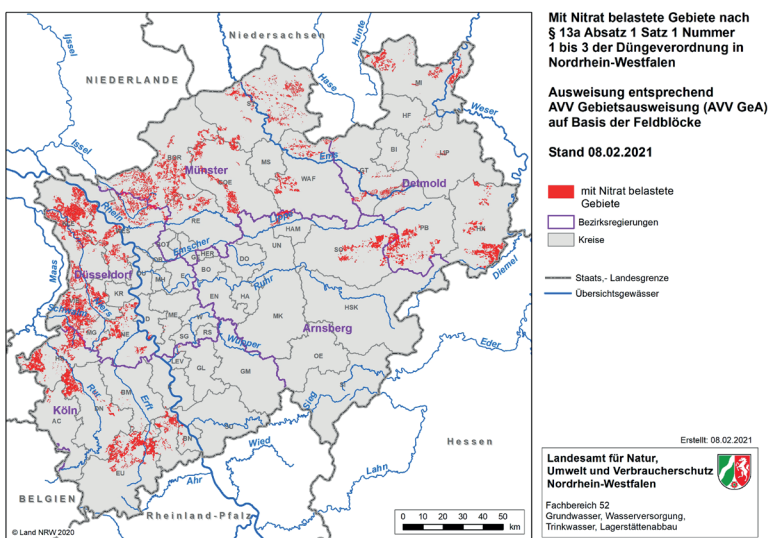 Mit Nitrat belastete Gebiete nach
§ 13a Absatz 1 Satz 1 Nummer
1 bis 3 der Düngeverordnung in
Nordrhein-Westfalen
Ausweisung entsprechend
AVV Gebietsausweisung (AVV GeA)
auf Basis der Feldblöcke
Stand 08.02.2021
mit Nitrat belastete
Gebiete
Bezirksregierungen
Kreise
Staats,- Landesgrenze
Übersichtsgewässer
Erstellt: 08.02.2021
Landesamt für Natur,
Umwelt und Verbraucherschutz
Nordrhein-Westfalen
Fachbereich 52
Grundwasser, Wasserversorgung,
Trinkwasser, Lagerstättenabbau
Niedersachsen
NIEDERLANDE
Ijssel
Issel
Hunte
Hase
Weser
Ems
MI
HF
BI
LIP
GT
Detmold
MS
WAF
BOR
Münster
COE
Rhein
RE
Lippe
HAM
UN
SO
PB
HX
Diemel
Emscher
BOT
GE
HER
DO
BO
OB
MH
E
Ruhr
EN
HA
MK
HSK
Arnsberg
Maas
Düsseldorf
KR
Niers
Schwalm
MG
NE
D
ME
W
SG
RS
Wupper
LEV
GL
GM
OE
SI
Eder
HS
Rur
Köln
DN
BM
Erft
AC
BN
SU
EU
Sieg
Wied
Lahn
Ahr
Hessen
BELGIEN
Rheinland-Pfalz
0 10 20 30 40 50
km
© Land NRW 2020